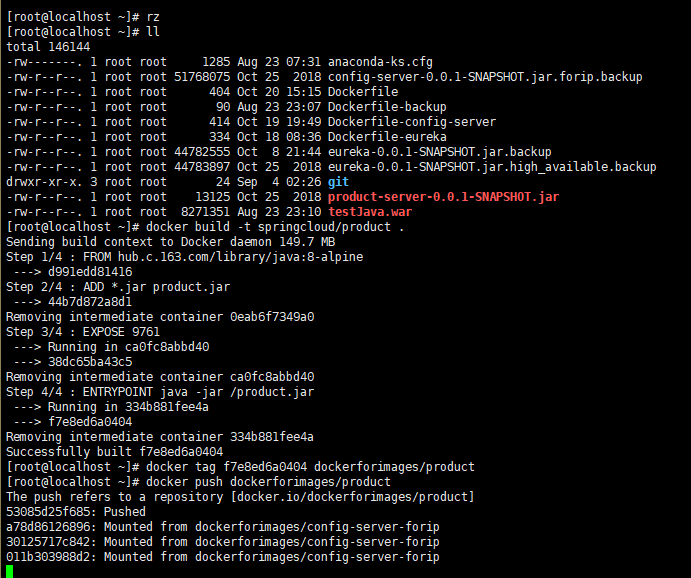 [root@localhost ~]# rz
[root@localhost ~]# ll
total 146144
-rw-------. 1 root root     1285 Aug 23 07:31 anaconda-ks.cfg
-rw-r--r--. 1 root root 51768075 Oct 25  2018 config-server-0.0.1-SNAPSHOT.jar.forip.backup
-rw-r--r--. 1 root root      404 Oct 20 15:15 Dockerfile
-rw-r--r--. 1 root root       90 Aug 23 23:07 Dockerfile-backup
-rw-r--r--. 1 root root      414 Oct 19 19:49 Dockerfile-config-server
-rw-r--r--. 1 root root      334 Oct 18 08:36 Dockerfile-eureka
-rw-r--r--. 1 root root 44782555 Oct  8 21:44 eureka-0.0.1-SNAPSHOT.jar.backup
-rw-r--r--. 1 root root 44783897 Oct 25  2018 eureka-0.0.1-SNAPSHOT.jar.high_available.backup
drwxr-xr-x. 3 root root       24 Sep  4 02:26 git
-rw-r--r--. 1 root root    13125 Oct 25  2018 product-server-0.0.1-SNAPSHOT.jar
-rw-r--r--. 1 root root  8271351 Aug 23 23:10 testJava.war
[root@localhost ~]# docker build -t springcloud/product .
Sending build context to Docker daemon 149.7 MB
Step 1/4 : FROM hub.c.163.com/library/java:8-alpine
 ---> d991edd81416
Step 2/4 : ADD *.jar product.jar
 ---> 44b7d872a8d1
Removing intermediate container 0eab6f7349a0
Step 3/4 : EXPOSE 9761
 ---> Running in ca0fc8abbd40
 ---> 38dc65ba43c5
Removing intermediate container ca0fc8abbd40
Step 4/4 : ENTRYPOINT java -jar /product.jar
 ---> Running in 334b881fee4a
 ---> f7e8ed6a0404
Removing intermediate container 334b881fee4a
Successfully built f7e8ed6a0404
[root@localhost ~]# docker tag f7e8ed6a0404 dockerforimages/product
[root@localhost ~]# docker push dockerforimages/product
The push refers to a repository [docker.io/dockerforimages/product]
53085d25f685: Pushed
a78d86126896: Mounted from dockerforimages/config-server-forip
30125717c842: Mounted from dockerforimages/config-server-forip
011b303988d2: Mounted from dockerforimages/config-server-forip